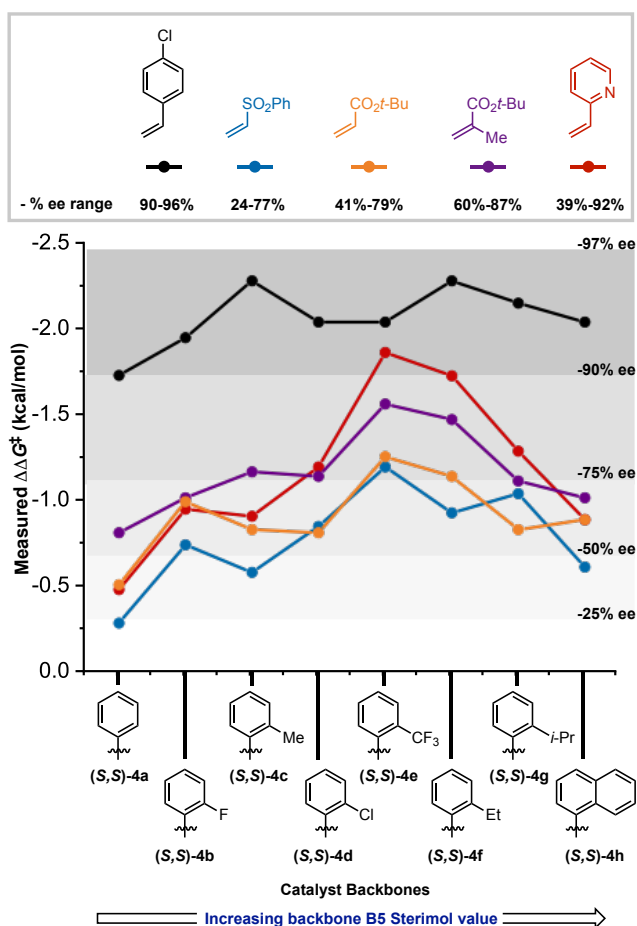 Cl
SO2Ph
CO2t-Bu
CO2t-Bu
Me
N
- % ee range 90-96% 24-77% 41%-79% 60%-87% 39%-92%
Measured ΔΔG‡ (kcal/mol)
-2.5
-2.0
-1.5
-1.0
-0.5
0.0
-97% ee
-90% ee
-75% ee
-50% ee
-25% ee
Me
CF3
i-Pr
(S,S)-4a
(S,S)-4c
(S,S)-4e
(S,S)-4g
F
Cl
Et
(S,S)-4b
(S,S)-4d
(S,S)-4f
(S,S)-4h
Catalyst Backbones
Increasing backbone B5 Sterimol value